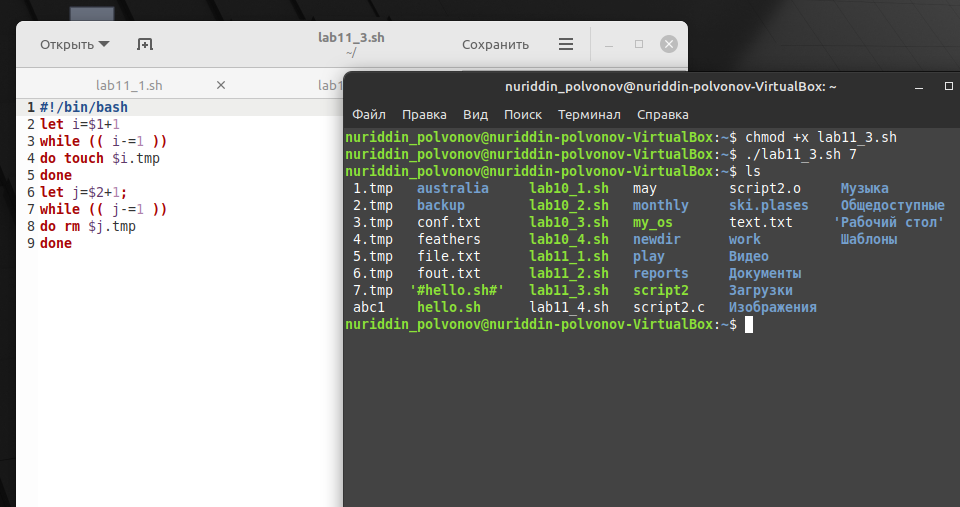 Открыть
lab11_3.sh
~/
Сохранить
lab11_1.sh
lab1
1 #!/bin/bash
2 let i=$1+1
3 while (( i-=1 ))
4 do touch $i.tmp
5 done
6 let j=$2+1;
7 while (( j-=1 ))
8 do rm $j.tmp
9 done
nuriddin_polvonov@nuriddin-polvonov-VirtualBox: ~
Файл Правка Вид Поиск Терминал Справка
nuriddin_polvonov@nuriddin-polvonov-VirtualBox:~$ chmod +x lab11_3.sh
nuriddin_polvonov@nuriddin-polvonov-VirtualBox:~$ ./lab11_3.sh 7
nuriddin_polvonov@nuriddin-polvonov-VirtualBox:~$ ls
1.tmp australia lab10_1.sh may script2.o Музыка
2.tmp backup lab10_2.sh monthly ski.plases Общедоступные
3.tmp conf.txt lab10_3.sh my_os text.txt 'Рабочий стол'
4.tmp feathers lab10_4.sh newdir work Шаблоны
5.tmp file.txt lab11_1.sh play Видео
6.tmp fout.txt lab11_2.sh reports Документы
7.tmp '#hello.sh#' lab11_3.sh script2 Загрузки
abc1 hello.sh lab11_4.sh script2.c Изображения
nuriddin_polvonov@nuriddin-polvonov-VirtualBox:~$